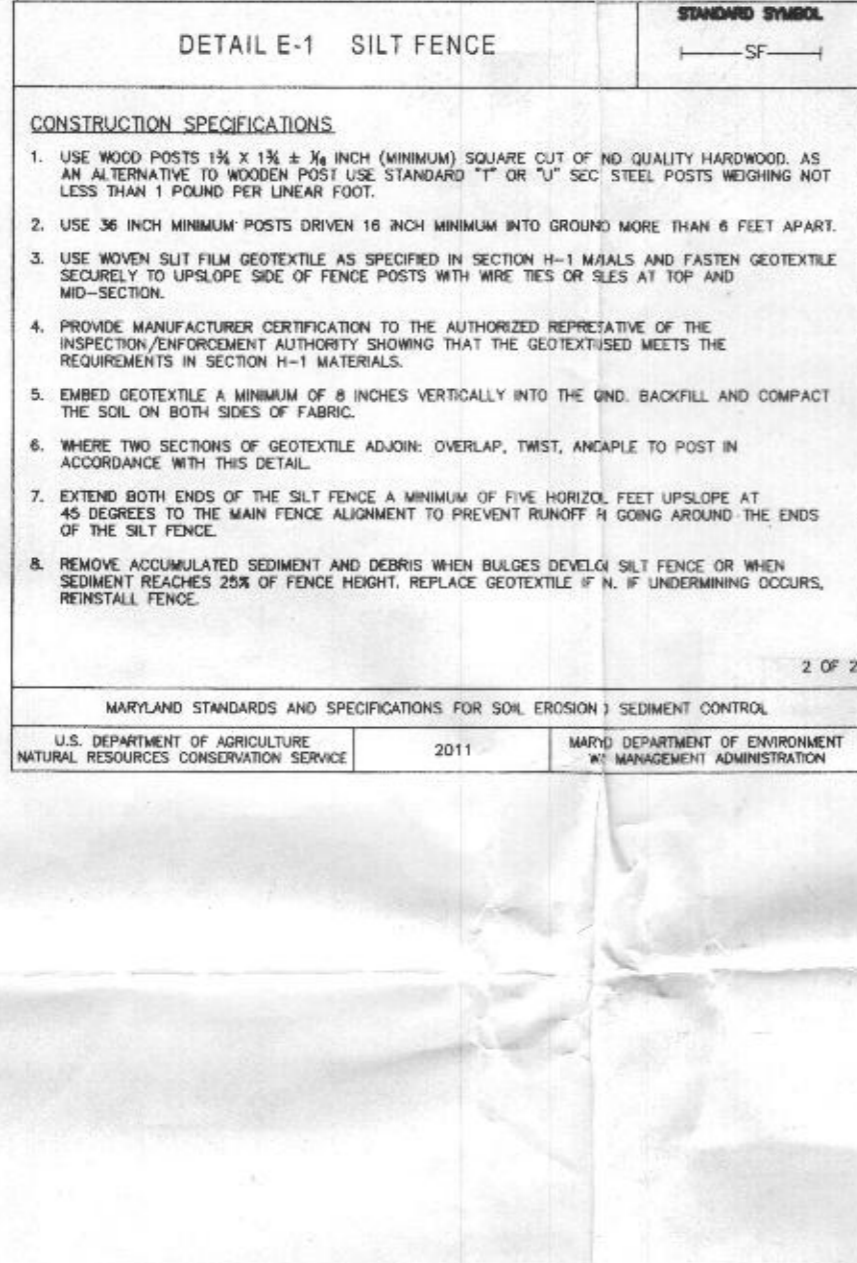 DETAIL E-1 SILT FENCE
STANDARD SYMBOL
SF
CONSTRUCTION SPECIFICATIONS
1. USE WOOD POSTS 1¾ X 1¾ ± INCH (MINIMUM) SQUARE CUT OF NO QUALITY HARDWOOD. AS
AN ALTERNATIVE TO WOODEN POST USE STANDARD "T" OR "U" SEC STEEL POSTS WEIGHING NOT
LESS THAN 1 POUND PER LINEAR FOOT.
2. USE 36 INCH MINIMUM POSTS DRIVEN 16 INCH MINIMUM INTO GROUND MORE THAN 6 FEET APART.
3. USE WOVEN SLIT FILM GEOTEXTILE AS SPECIFIED IN SECTION H-1 MAIALS AND FASTEN GEOTEXTILE
SECURELY TO UPSLOPE SIDE OF FENCE POSTS WITH WIRE TIES OR SLES AT TOP AND
MID-SECTION.
4. PROVIDE MANUFACTURER CERTIFICATION TO THE AUTHORIZED REPRETATIVE OF THE
INSPECTION/ENFORCEMENT AUTHORITY SHOWING THAT THE GEOTEXTUSED MEETS THE
REQUIREMENTS IN SECTION H-1 MATERIALS.
5. EMBED GEOTEXTILE A MINIMUM OF 8 INCHES VERTICALLY INTO THE GND. BACKFILL AND COMPACT
THE SOIL ON BOTH SIDES OF FABRIC.
6. WHERE TWO SECTIONS OF GEOTEXTILE ADJOIN: OVERLAP, TWIST, ANCAPLE TO POST IN
ACCORDANCE WITH THIS DETAIL.
7. EXTEND BOTH ENDS OF THE SILT FENCE A MINIMUM OF FIVE HORIZOL FEET UPSLOPE AT
45 DEGREES TO THE MAIN FENCE ALIGNMENT TO PREVENT RUNOFF GOING AROUND THE ENDS
OF THE SILT FENCE.
8. REMOVE ACCUMULATED SEDIMENT AND DEBRIS WHEN BULGES DEVELO SILT FENCE OR WHEN
SEDIMENT REACHES 25% OF FENCE HEIGHT. REPLACE GEOTEXTILE IF N. IF UNDERMINING OCCURS,
REINSTALL FENCE.
2 OF 2
MARYLAND STANDARDS AND SPECIFICATIONS FOR SOIL EROSION ) SEDIMENT CONTROL
U.S. DEPARTMENT OF AGRICULTURE
NATURAL RESOURCES CONSERVATION SERVICE
2011
MARYD DEPARTMENT OF ENVIRONMENT
MANAGEMENT ADMINISTRATION